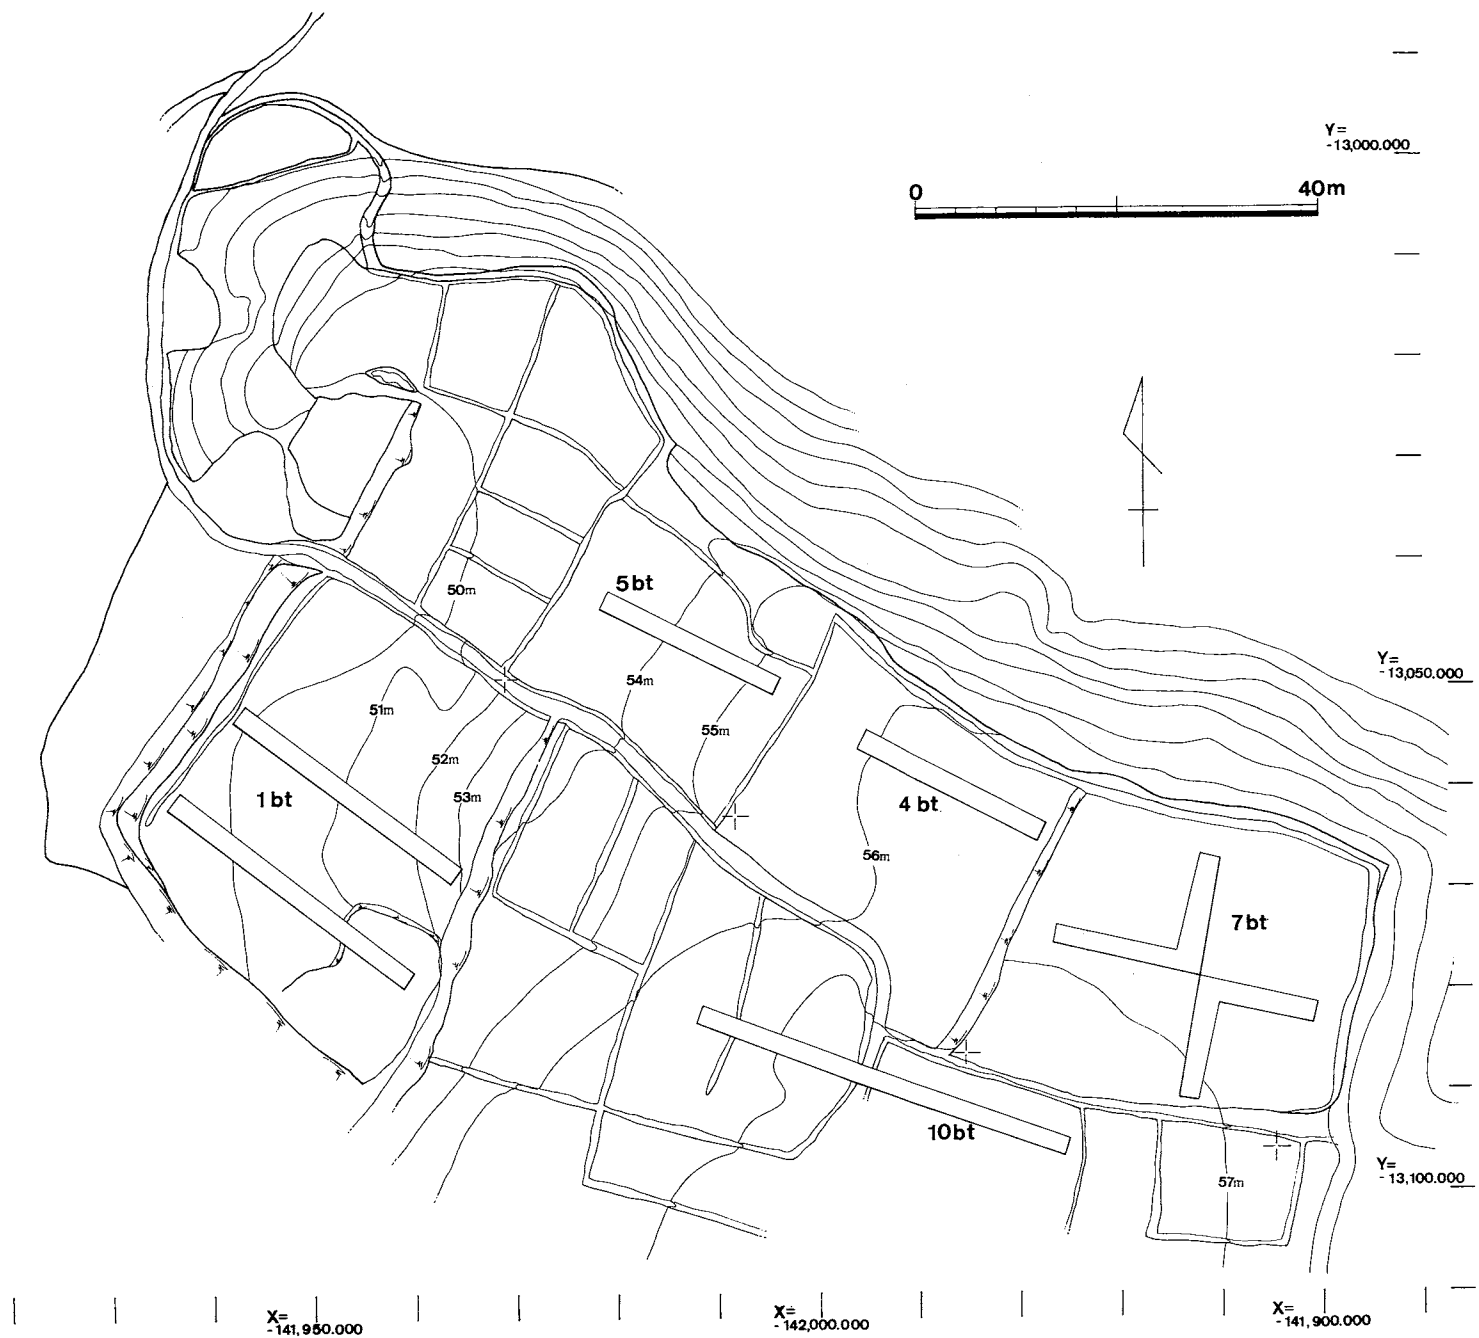 Y=
-13,000.000
0 40m
5bt
50m
Y=
-13,050.000
54m
51m
55m
52m
53m
1bt
4bt
56m
7bt
10bt
Y=
-13,100.000
57m
X=
-141,950.000
X=
-142,000.000
X=
-141,900.000